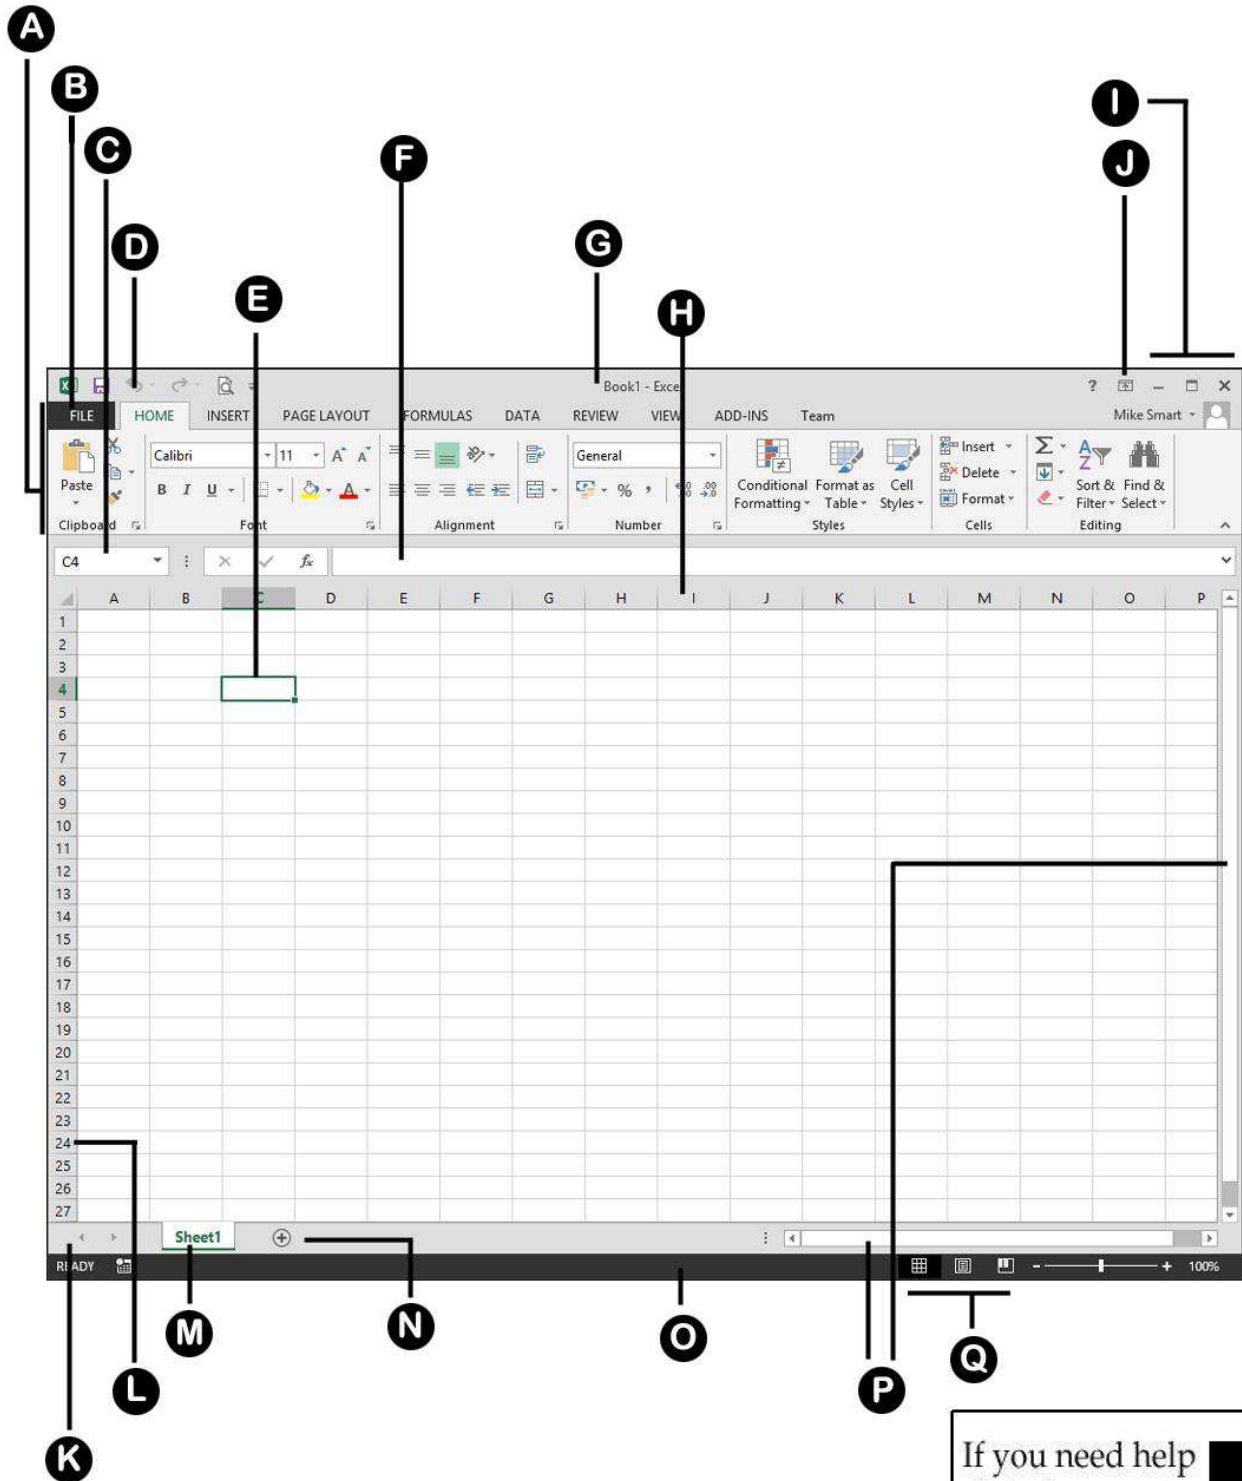 A
B
C
D
E
F
G
H
I
J
Book1 - Excel
?
FILE HOME INSERT PAGE LAYOUT FORMULAS DATA REVIEW VIEW ADD-INS Team Mike Smart
Paste
Calibri 11 A A
General
B I U A
% , .00 .00 →.0
Conditional Formatting
Format as Table
Cell Styles
Insert
Delete
Format
Σ
A Z
Sort & Filter
Find & Select
Clipboard Font Alignment Number Styles Cells Editing
C4 fx
A B C D E F G H I J K L M N O P
1
2
3
4
5
6
7
8
9
10
11
12
13
14
15
16
17
18
19
20
21
22
23
24
25
26
27
Sheet1
READY 100%
M
N
O
Q
L
P
K
If you need help